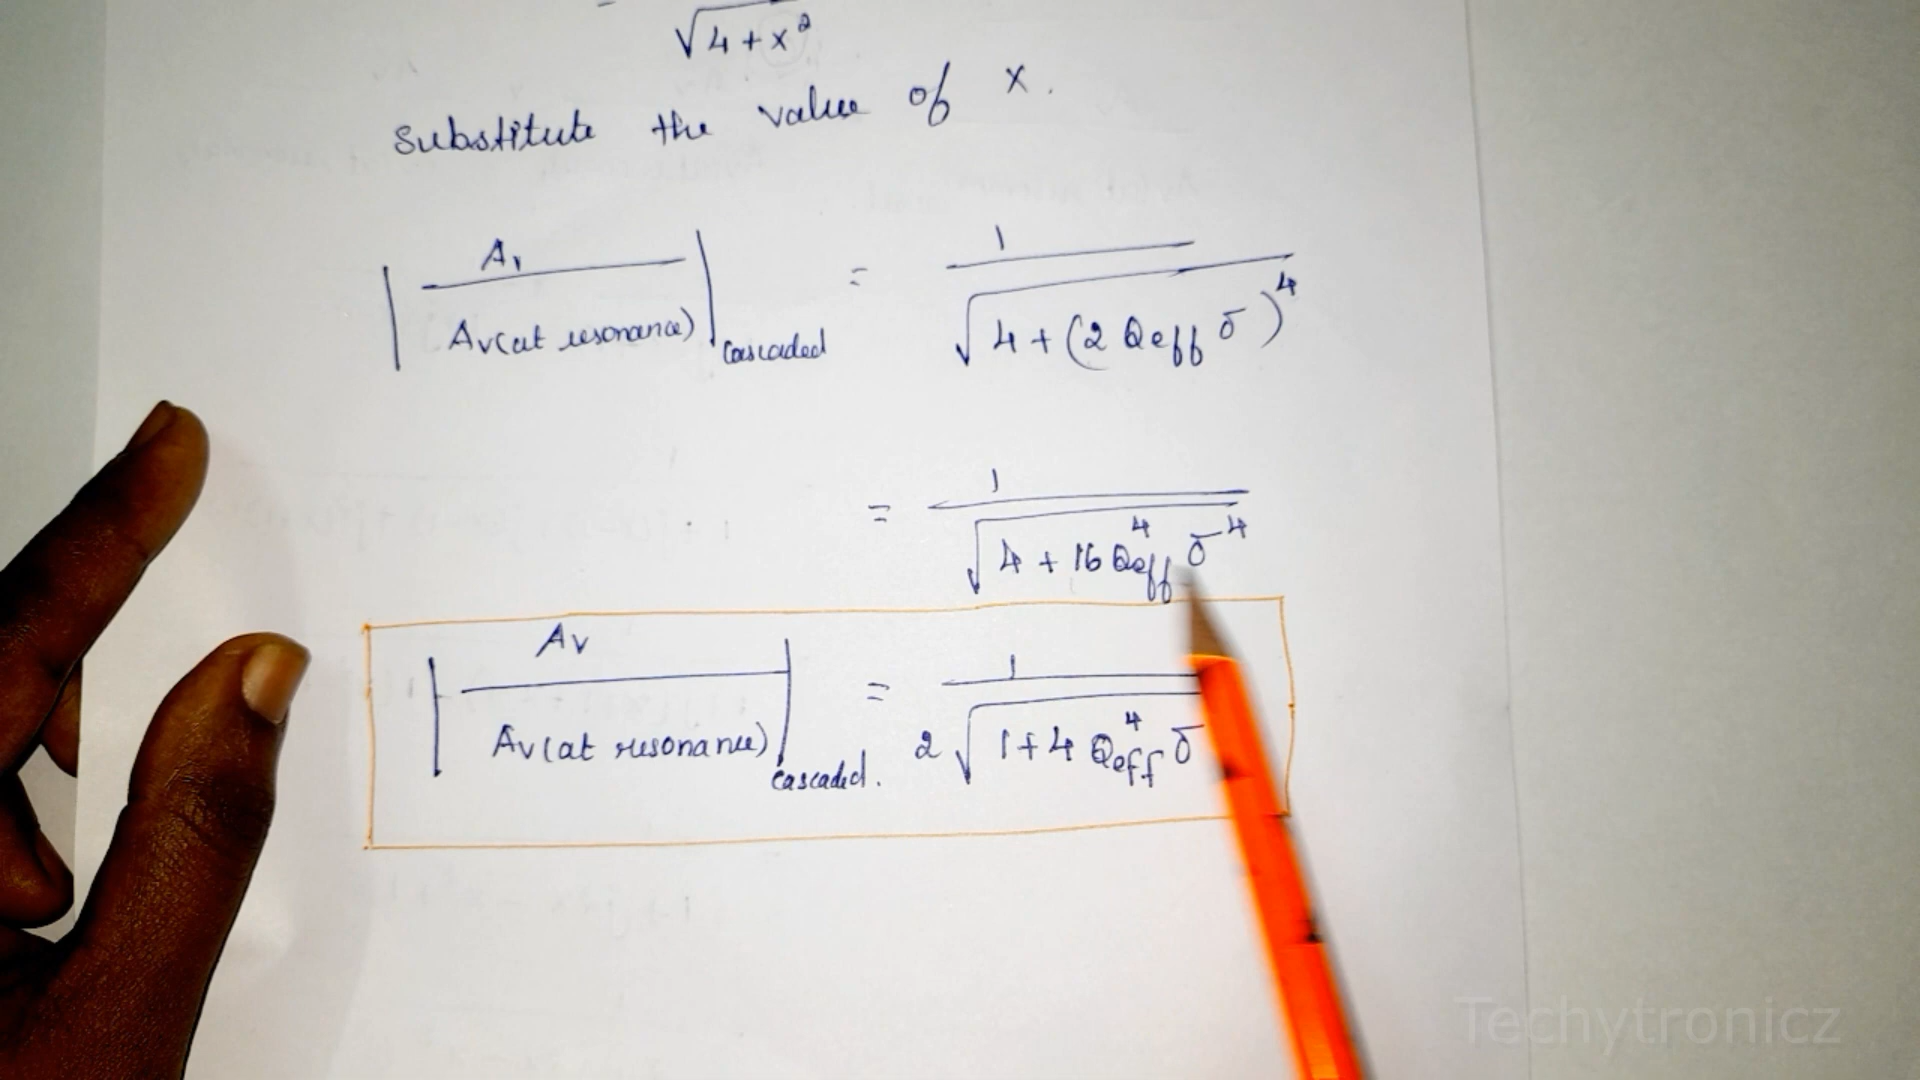 √4+x²
Substitute the value of x.
| Av / Av(at resonance) | cascaded = 1 / √4+(2 Qeff δ)⁴
= 1 / √4+16 Qeff⁴ δ⁴
| Av / Av(at resonance) | cascaded. = 1 / 2√1+4 Qeff⁴ δ
Techytronicz